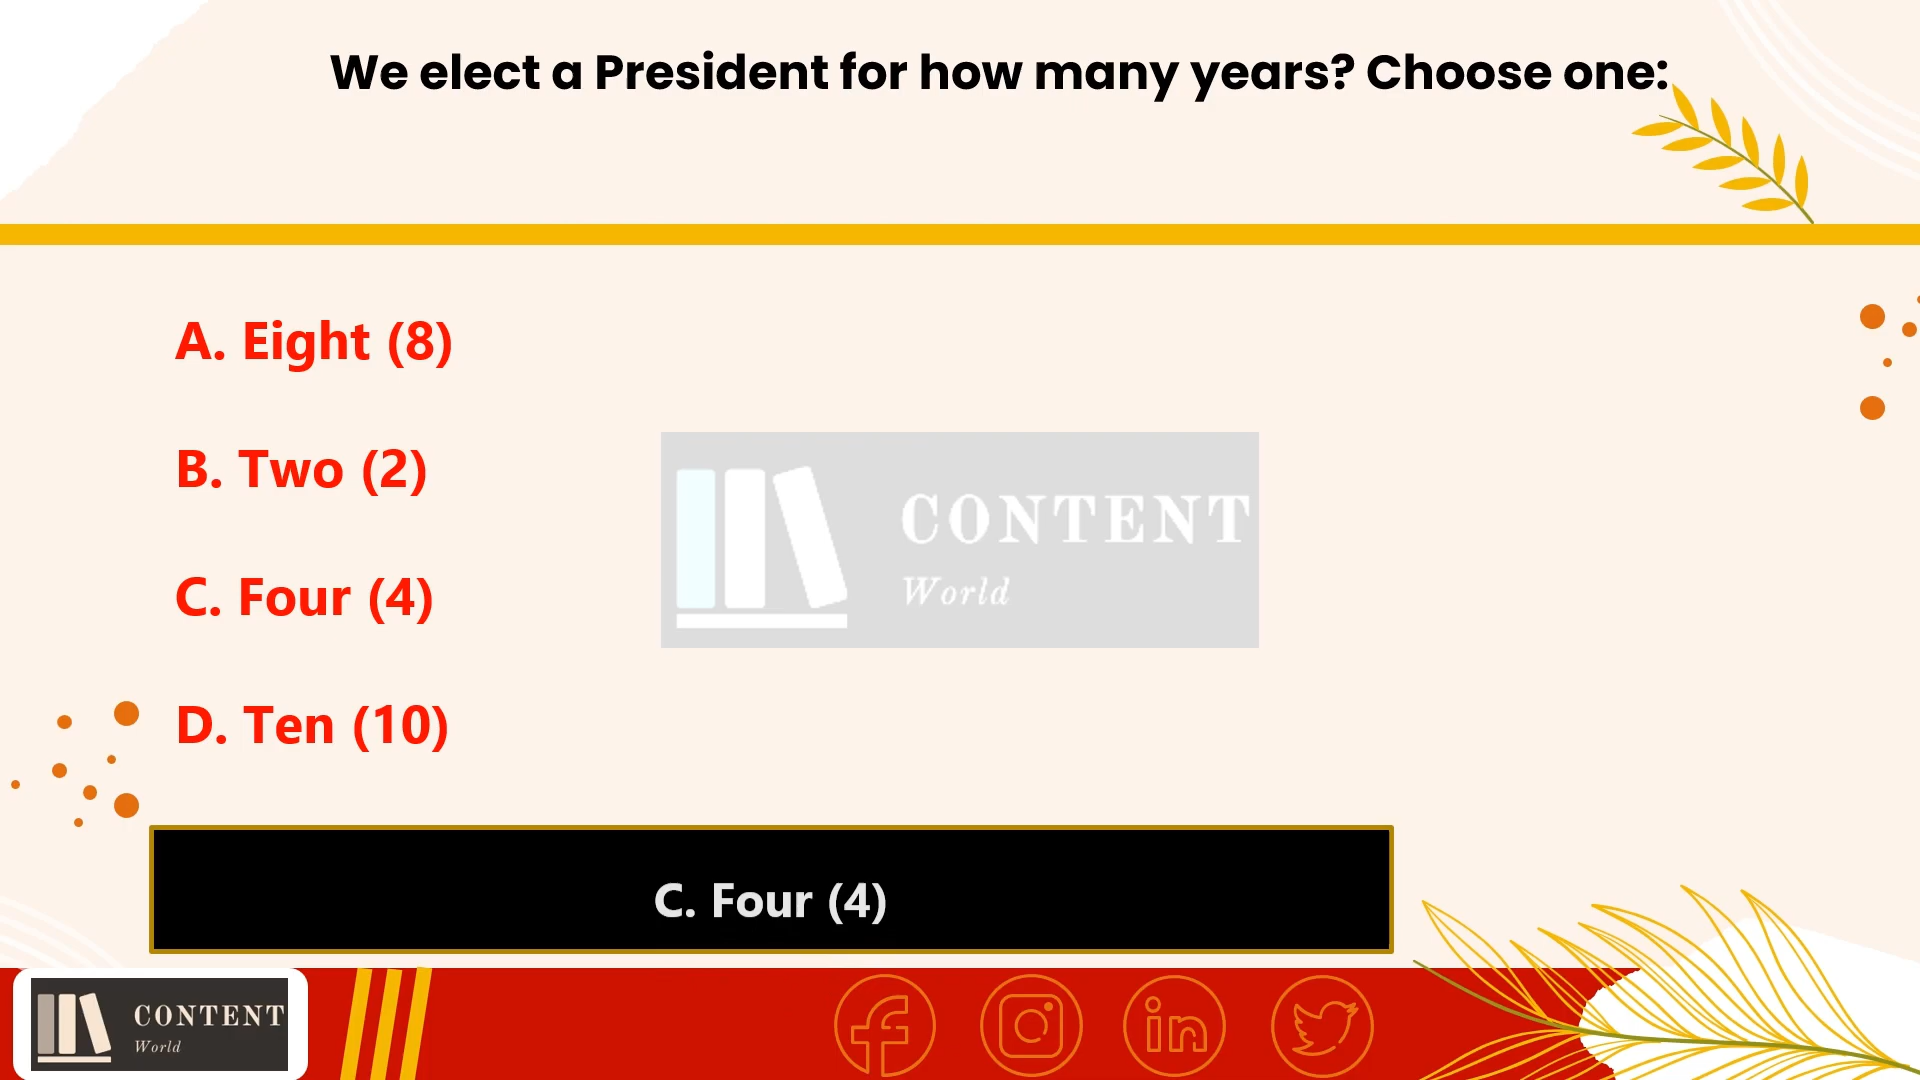 We elect a President for how many years? Choose one:
A. Eight (8)
B. Two (2)
CONTENT
World
C. Four (4)
D. Ten (10)
C. Four (4)
CONTENT
World